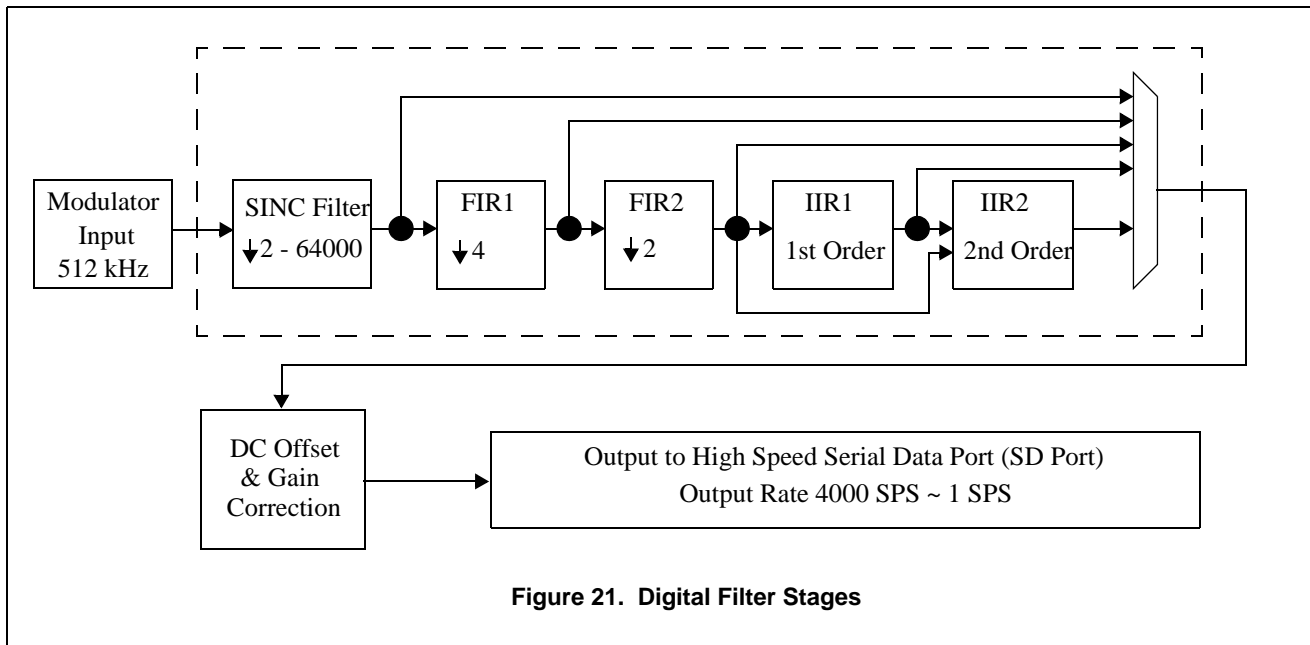 Modulator
Input
512 kHz
SINC Filter
↓2 - 64000
FIR1
↓4
FIR2
↓2
IIR1
1st Order
IIR2
2nd Order
DC Offset
& Gain
Correction
Output to High Speed Serial Data Port (SD Port)
Output Rate 4000 SPS ~ 1 SPS
Figure 21. Digital Filter Stages